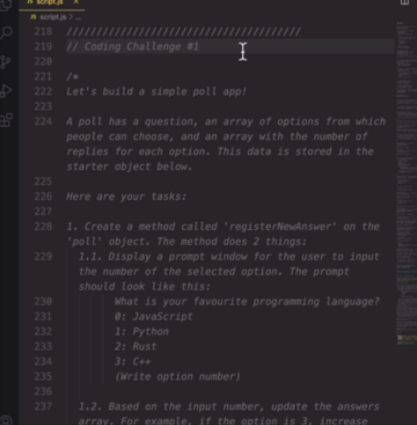 script.js
script.js > ...
218 ////////////////////////////////////////
219 // Coding Challenge #1
220
221 /*
222 Let's build a simple poll app!
223
224 A poll has a question, an array of options from which
people can choose, and an array with the number of
replies for each option. This data is stored in the
starter object below.
225
226 Here are your tasks:
227
228 1. Create a method called 'registerNewAnswer' on the
'poll' object. The method does 2 things:
229 1.1. Display a prompt window for the user to input
the number of the selected option. The prompt
should look like this:
230 What is your favourite programming language?
231 0: JavaScript
232 1: Python
233 2: Rust
234 3: C++
235 (Write option number)
236
237 1.2. Based on the input number, update the answers
array. For example, if the option is 3, increase